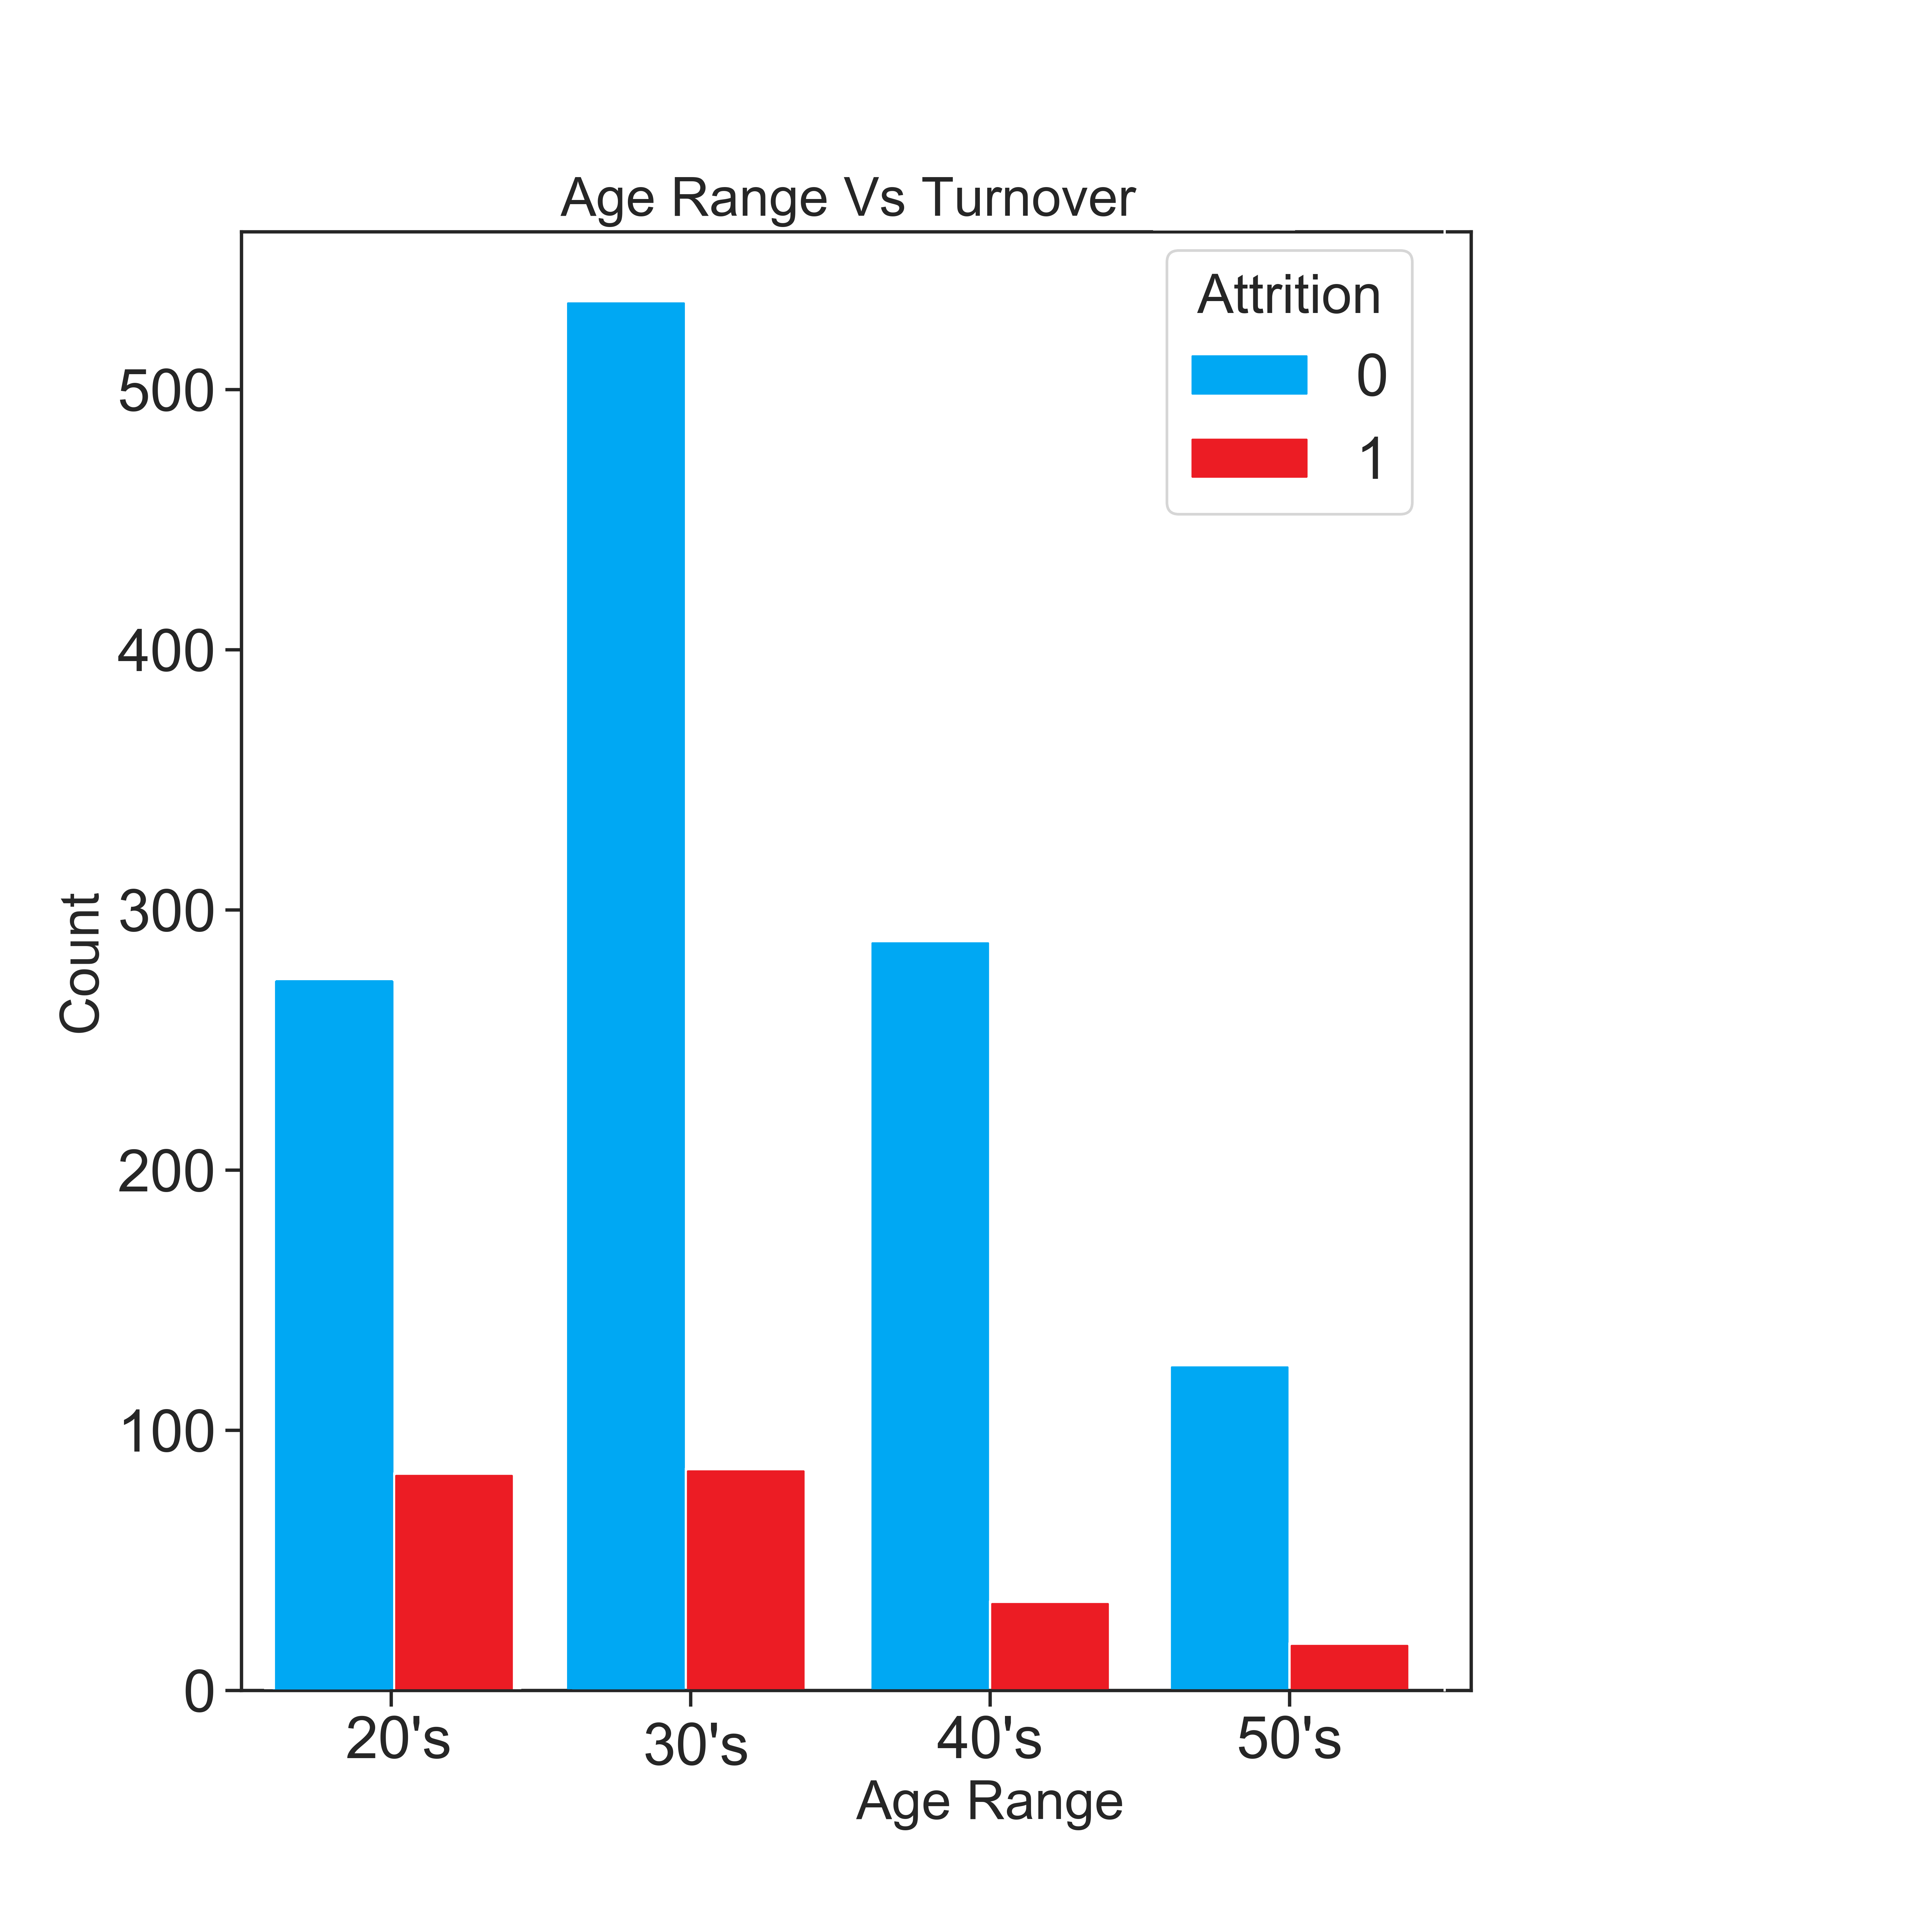 Age Range Vs Turnover
Attrition
0
1
500
400
300
200
100
0
Count
20's
30's
40's
50's
Age Range